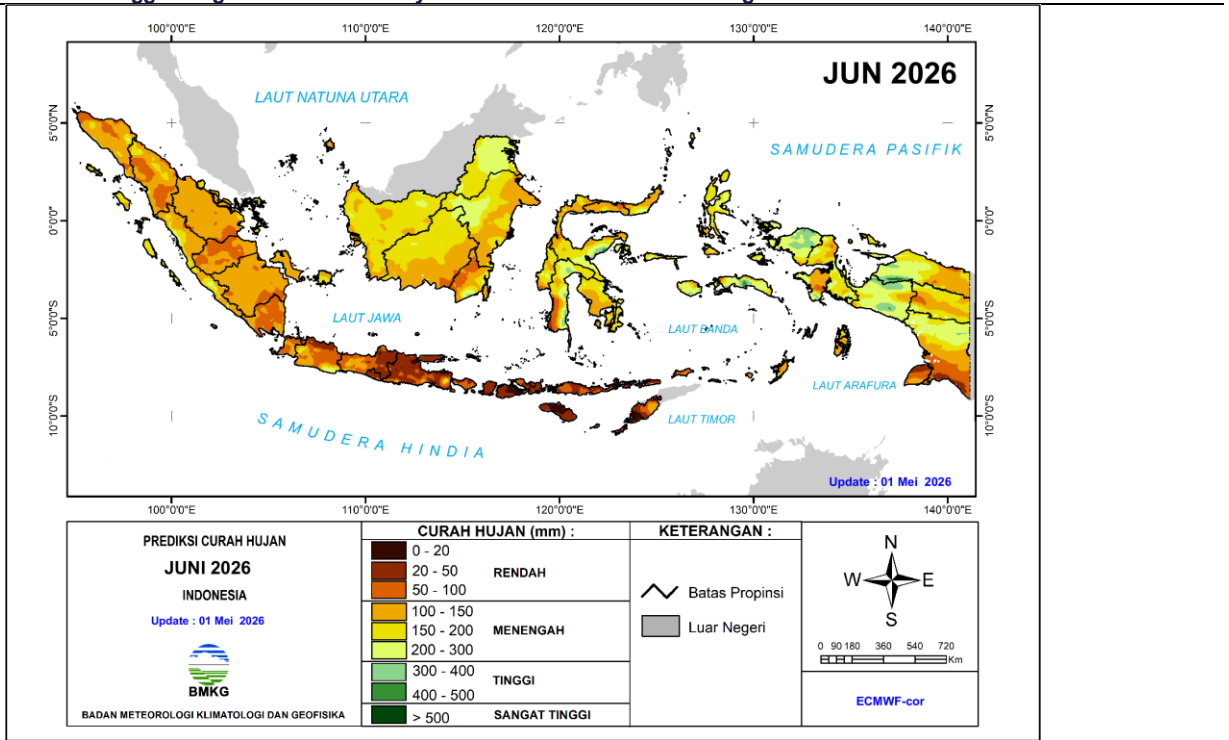 100°0'0"E 110°0'0"E 120°0'0"E 130°0'0"E 140°0'0"E
JUN 2026
LAUT NATUNA UTARA
5°0'0"N 5°0'0"N
SAMUDERA PASIFIK
0°0'0" 0°0'0"
LAUT JAWA
LAUT BANDA
5°0'0"S 5°0'0"S
LAUT ARAFURA
10°0'0"S 10°0'0"S
LAUT TIMOR
SAMUDERA HINDIA
Update : 01 Mei 2026
100°0'0"E 110°0'0"E 120°0'0"E 130°0'0"E 140°0'0"E
PREDIKSI CURAH HUJAN
JUNI 2026
INDONESIA
Update : 01 Mei 2026
BMKG
BADAN METEOROLOGI KLIMATOLOGI DAN GEOFISIKA
CURAH HUJAN (mm) :
0 - 20
20 - 50 RENDAH
50 - 100
100 - 150
150 - 200 MENENGAH
200 - 300
300 - 400
TINGGI
400 - 500
> 500 SANGAT TINGGI
KETERANGAN :
Batas Propinsi
Luar Negeri
N
W E
S
0 90 180 360 540 720
Km
ECMWF-cor